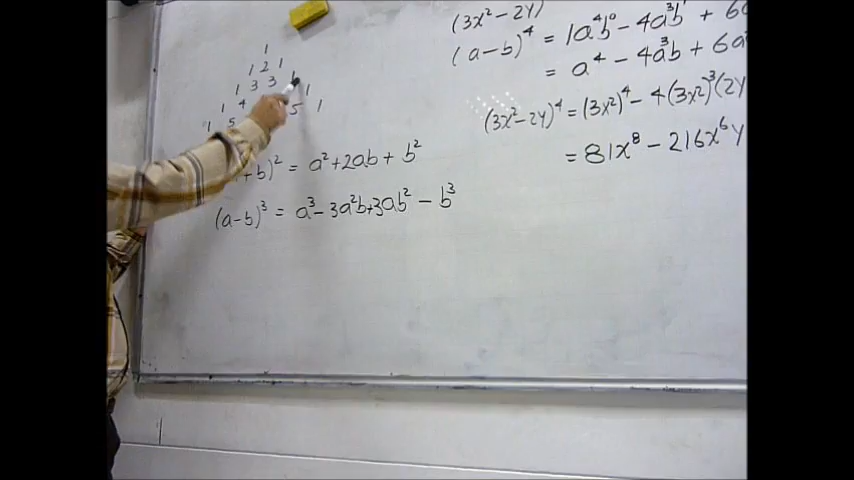 1
1 2 1
1 3 3 1
1 4 1
1 5 5 1
+ b)² = a² + 2ab + b²
(a-b)³ = a³ - 3a²b + 3ab² - b³
(3x² - 2y)
(a-b)⁴ = 1a⁴b⁰ - 4a³b¹ + 6a
= a⁴ - 4a³b + 6a²
(3x² - 2y)⁴ = (3x²)⁴ - 4(3x²)³(2y
= 81x⁸ - 216x⁶y